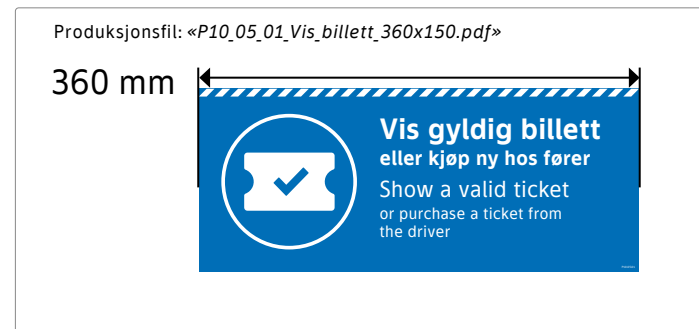 Produksjonsfil: «P10_05_01_Vis_billett_360x150.pdf»
360 mm
Vis gyldig billett
eller kjøp ny hos fører
Show a valid ticket
or purchase a ticket from
the driver